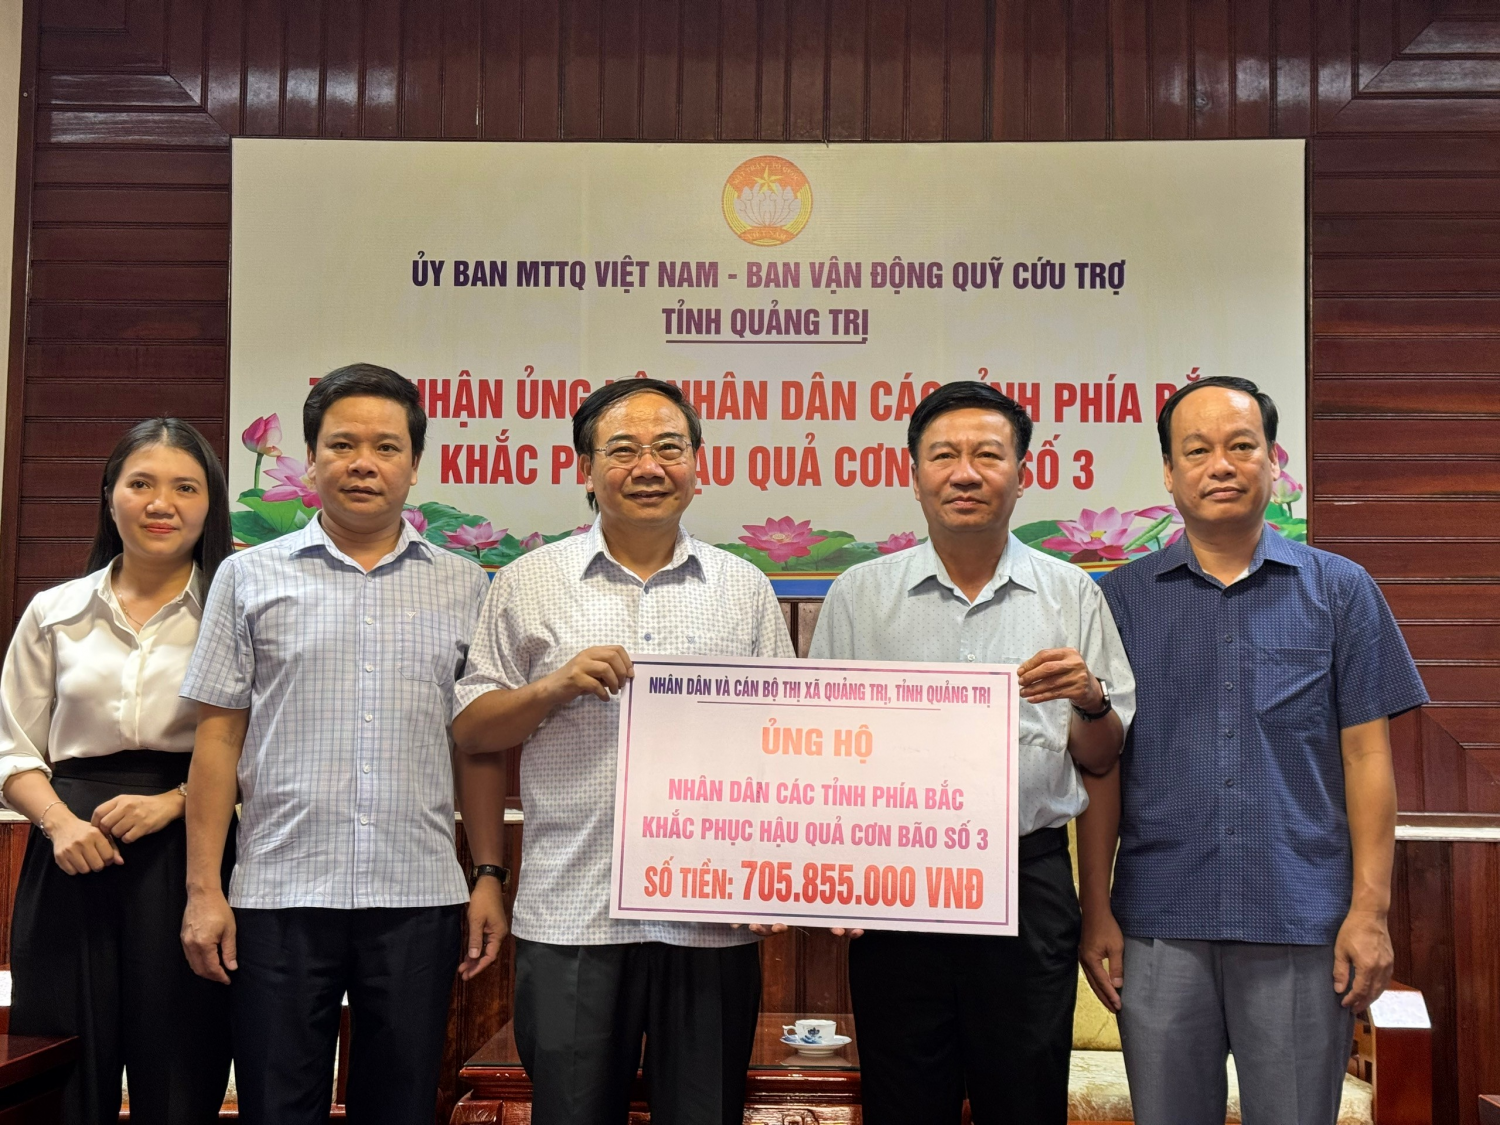 VIỆT NAM
ỦY BAN MTTQ VIỆT NAM - BAN VẬN ĐỘNG QUỸ CỨU TRỢ
TỈNH QUẢNG TRỊ
NHẬN ỦNG NHÂN DÂN CÁC TỈNH PHÍA
KHẮC QUẢ CƠN SỐ 3
NHÂN DÂN VÀ CÁN BỘ THỊ XÃ QUẢNG TRỊ, TỈNH QUẢNG TRỊ
ỦNG HỘ
NHÂN DÂN CÁC TỈNH PHÍA BẮC
KHẮC PHỤC HẬU QUẢ CƠN BÃO SỐ 3
SỐ TIỀN: 705.855.000 VNĐ